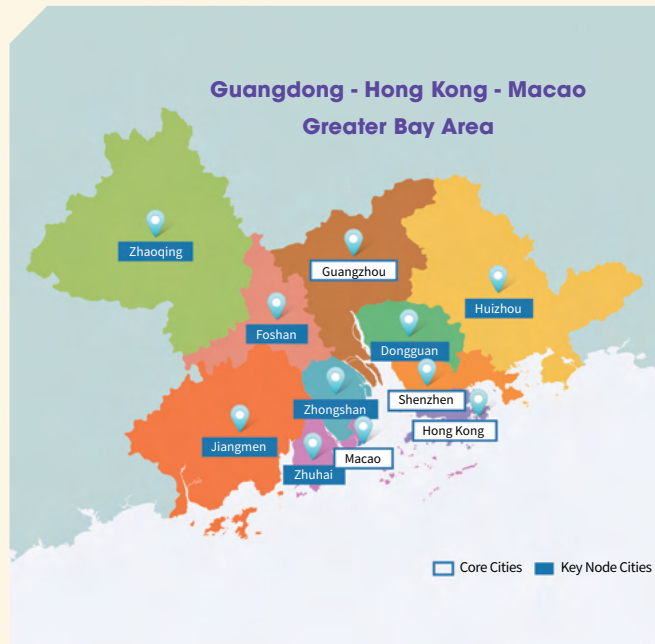 Guangdong - Hong Kong - Macao
Greater Bay Area
Zhaoqing
Guangzhou
Huizhou
Foshan
Dongguan
Shenzhen
Zhongshan
Hong Kong
Jiangmen
Macao
Zhuhai
Core Cities
Key Node Cities